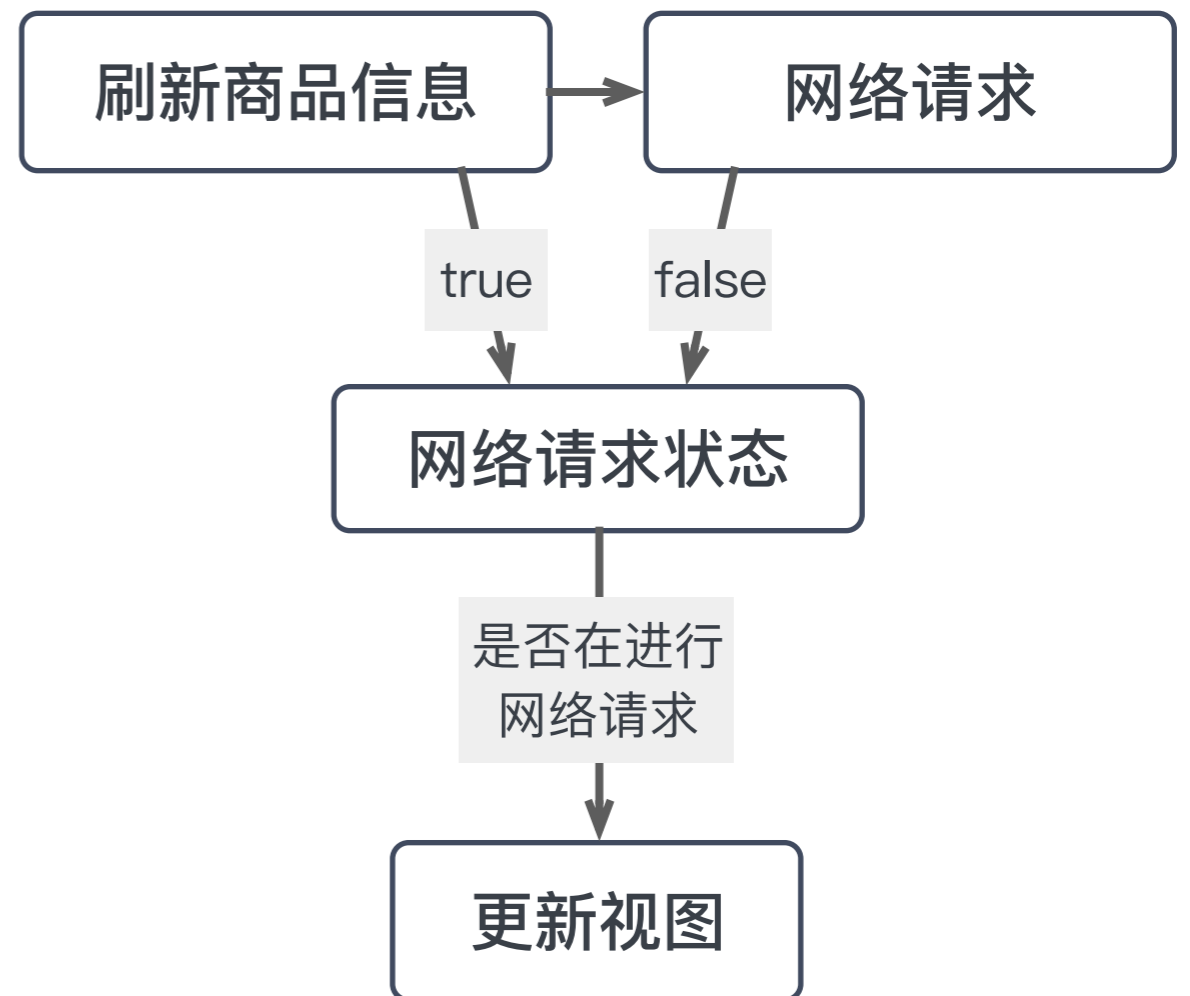 刷新商品信息
网络请求
true
false
网络请求状态
是否在进行
网络请求
更新视图